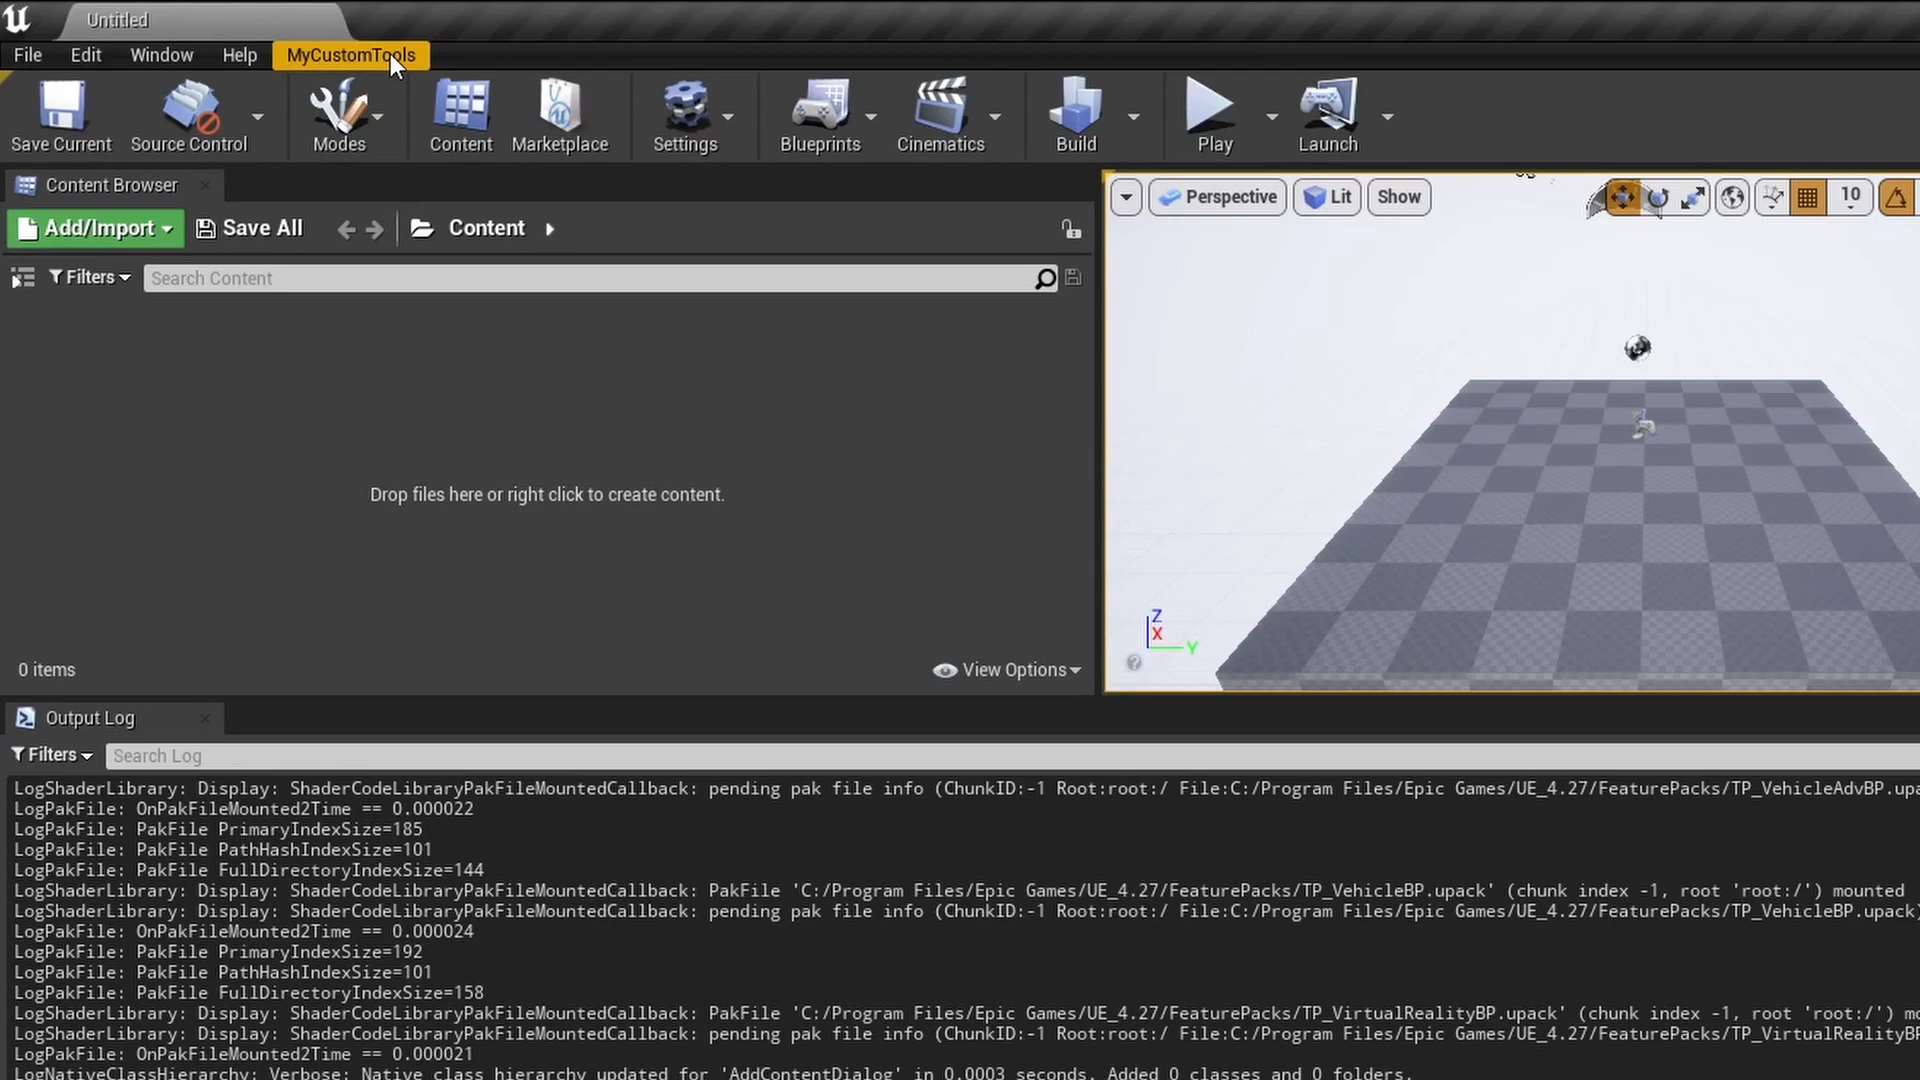 Untitled
File Edit Window Help MyCustomTools
Save Current Source Control Modes Content Marketplace Settings Blueprints Cinematics Build Play Launch
Content Browser
Add/Import Save All Content
Filters Search Content
Perspective Lit Show 10
Drop files here or right click to create content.
Z
X
Y
0 items View Options
Output Log
Filters Search Log
LogShaderLibrary: Display: ShaderCodeLibraryPakFileMountedCallback: pending pak file info (ChunkID:-1 Root:root:/ File:C:/Program Files/Epic Games/UE_4.27/FeaturePacks/TP_VehicleAdvBP.upa
LogPakFile: OnPakFileMounted2Time == 0.000022
LogPakFile: PakFile PrimaryIndexSize=185
LogPakFile: PakFile PathHashIndexSize=101
LogPakFile: PakFile FullDirectoryIndexSize=144
LogShaderLibrary: Display: ShaderCodeLibraryPakFileMountedCallback: PakFile 'C:/Program Files/Epic Games/UE_4.27/FeaturePacks/TP_VehicleBP.upack' (chunk index -1, root 'root:/') mounted
LogShaderLibrary: Display: ShaderCodeLibraryPakFileMountedCallback: pending pak file info (ChunkID:-1 Root:root:/ File:C:/Program Files/Epic Games/UE_4.27/FeaturePacks/TP_VehicleBP.upack)
LogPakFile: OnPakFileMounted2Time == 0.000024
LogPakFile: PakFile PrimaryIndexSize=192
LogPakFile: PakFile PathHashIndexSize=101
LogPakFile: PakFile FullDirectoryIndexSize=158
LogShaderLibrary: Display: ShaderCodeLibraryPakFileMountedCallback: PakFile 'C:/Program Files/Epic Games/UE_4.27/FeaturePacks/TP_VirtualRealityBP.upack' (chunk index -1, root 'root:/') mo
LogShaderLibrary: Display: ShaderCodeLibraryPakFileMountedCallback: pending pak file info (ChunkID:-1 Root:root:/ File:C:/Program Files/Epic Games/UE_4.27/FeaturePacks/TP_VirtualRealityBP
LogPakFile: OnPakFileMounted2Time == 0.000021
LogNativeClassHierarchy: Verbose: Native class hierarchy updated for 'AddContentDialog' in 0.0003 seconds. Added 0 classes and 0 folders.